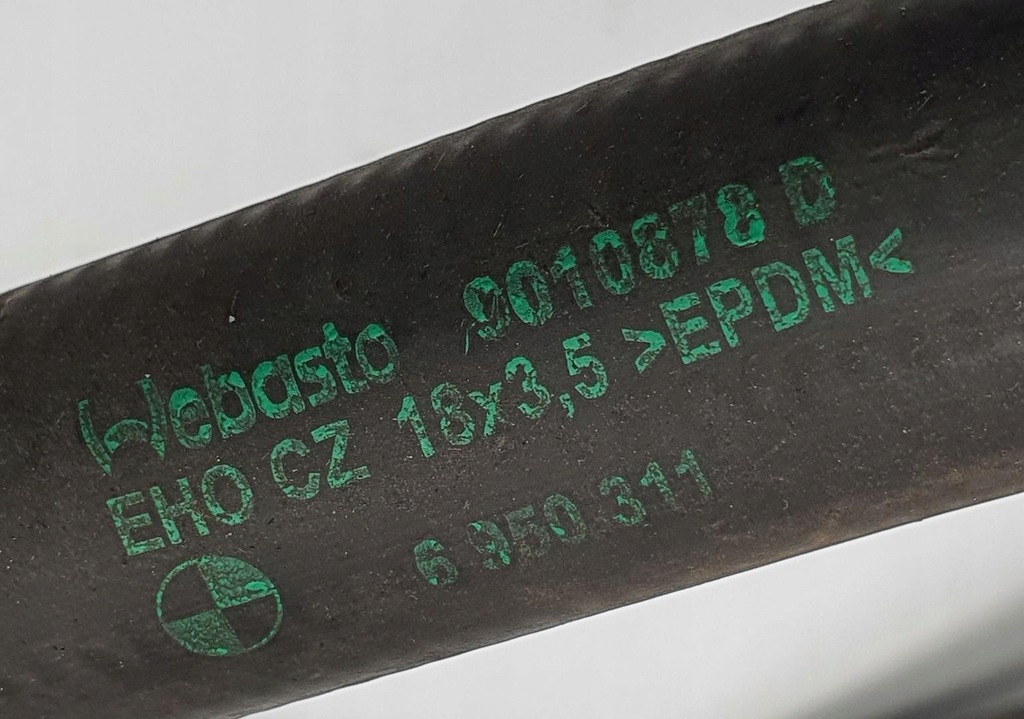 Webasto 9010878 D
EHO CZ 18x3,5 >EPDM<
6 950 311